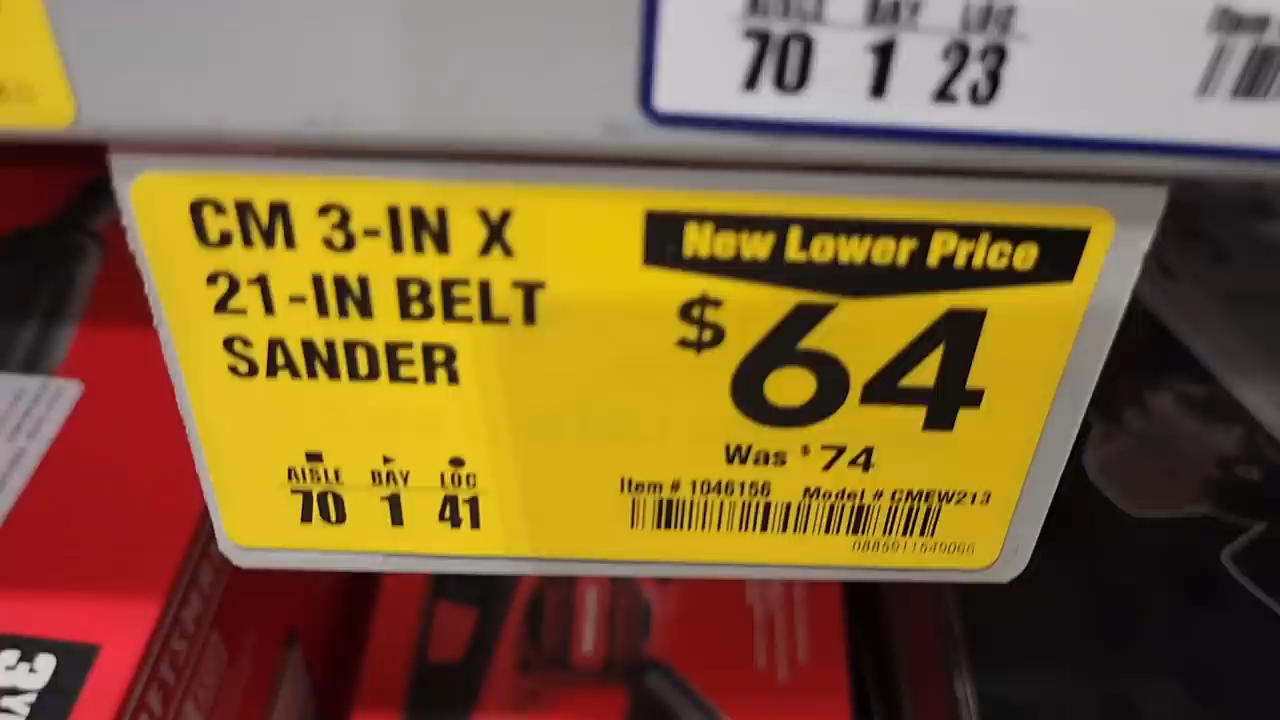 AISLE BAY LOC
70 1 23
CM 3-IN X
21-IN BELT
SANDER
New Lower Price
$64
Was $74
Item # 1046156 Model # CMEW213
AISLE BAY LOC
70 1 41
3Y